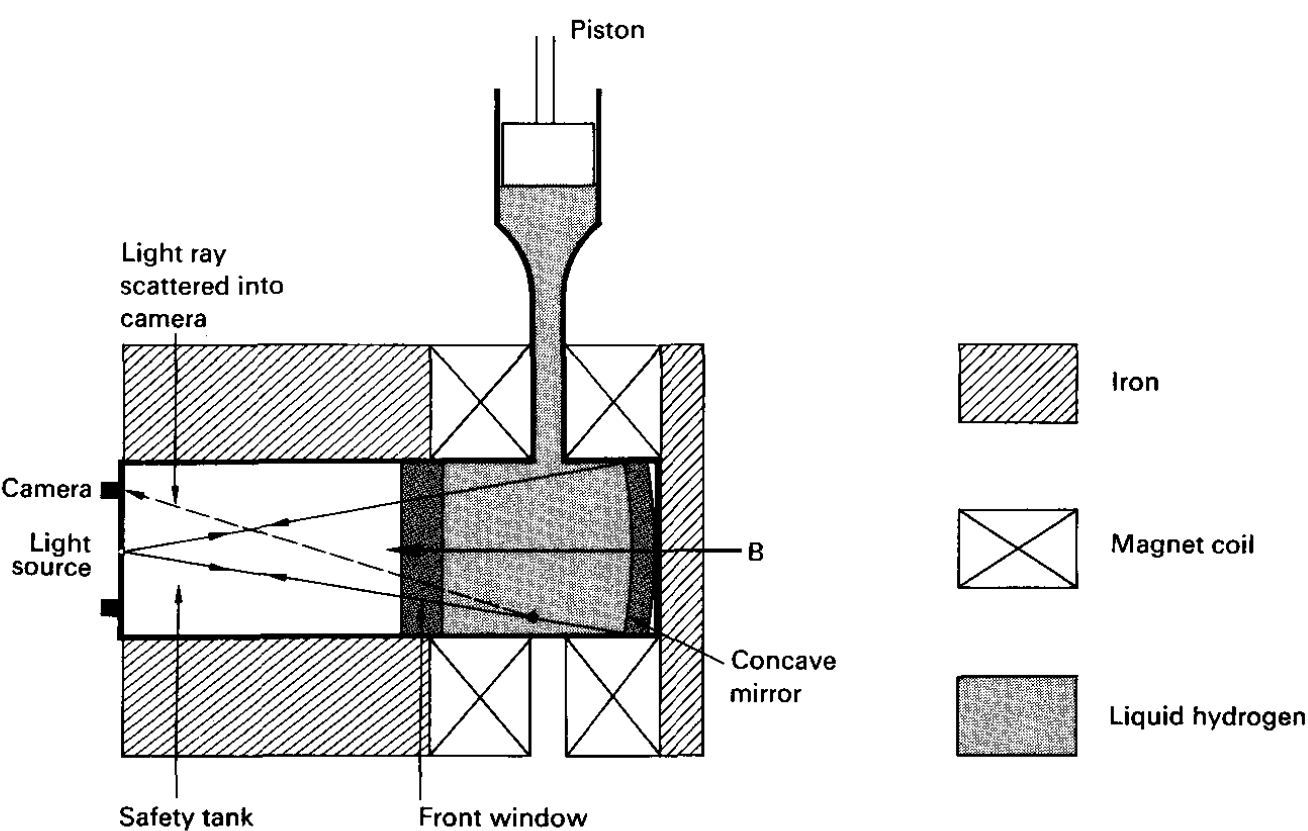 Piston
Light ray
scattered into
camera
Iron
Camera
Light
source
B
Magnet coil
Concave
mirror
Liquid hydrogen
Safety tank
Front window